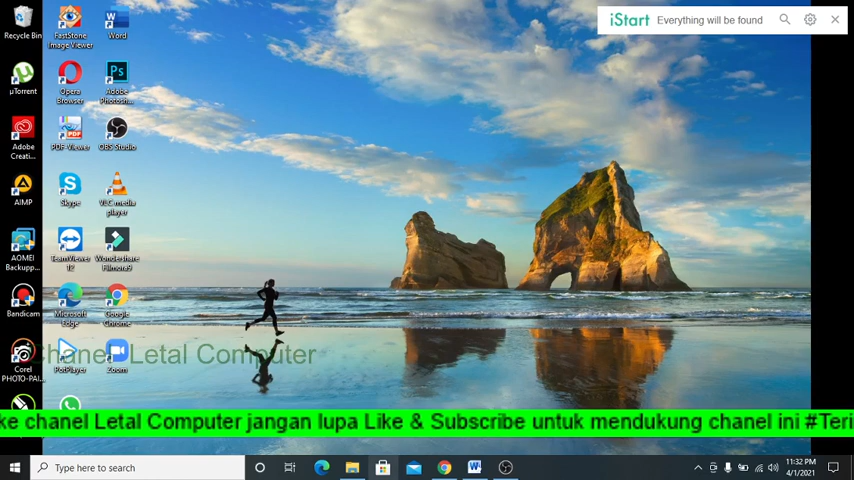 iStart Everything will be found
Recycle Bin
FastStone
Image Viewer
Word
µTorrent
Opera
Browser
Adobe
Photosh...
Adobe
Creati...
PDF-Viewer
OBS Studio
AIMP
Skype
VLC media
player
AOMEI
Backupp...
TeamViewer
12
Wondershare
Filmora9
Bandicam
Microsoft
Edge
Google
Chrome
Corel
PHOTO-PAI...
PotPlayer
Zoom
Chanel Letal Computer
ke chanel Letal Computer jangan lupa Like & Subscribe untuk mendukung chanel ini #Teri
Type here to search
11:32 PM
4/1/2021